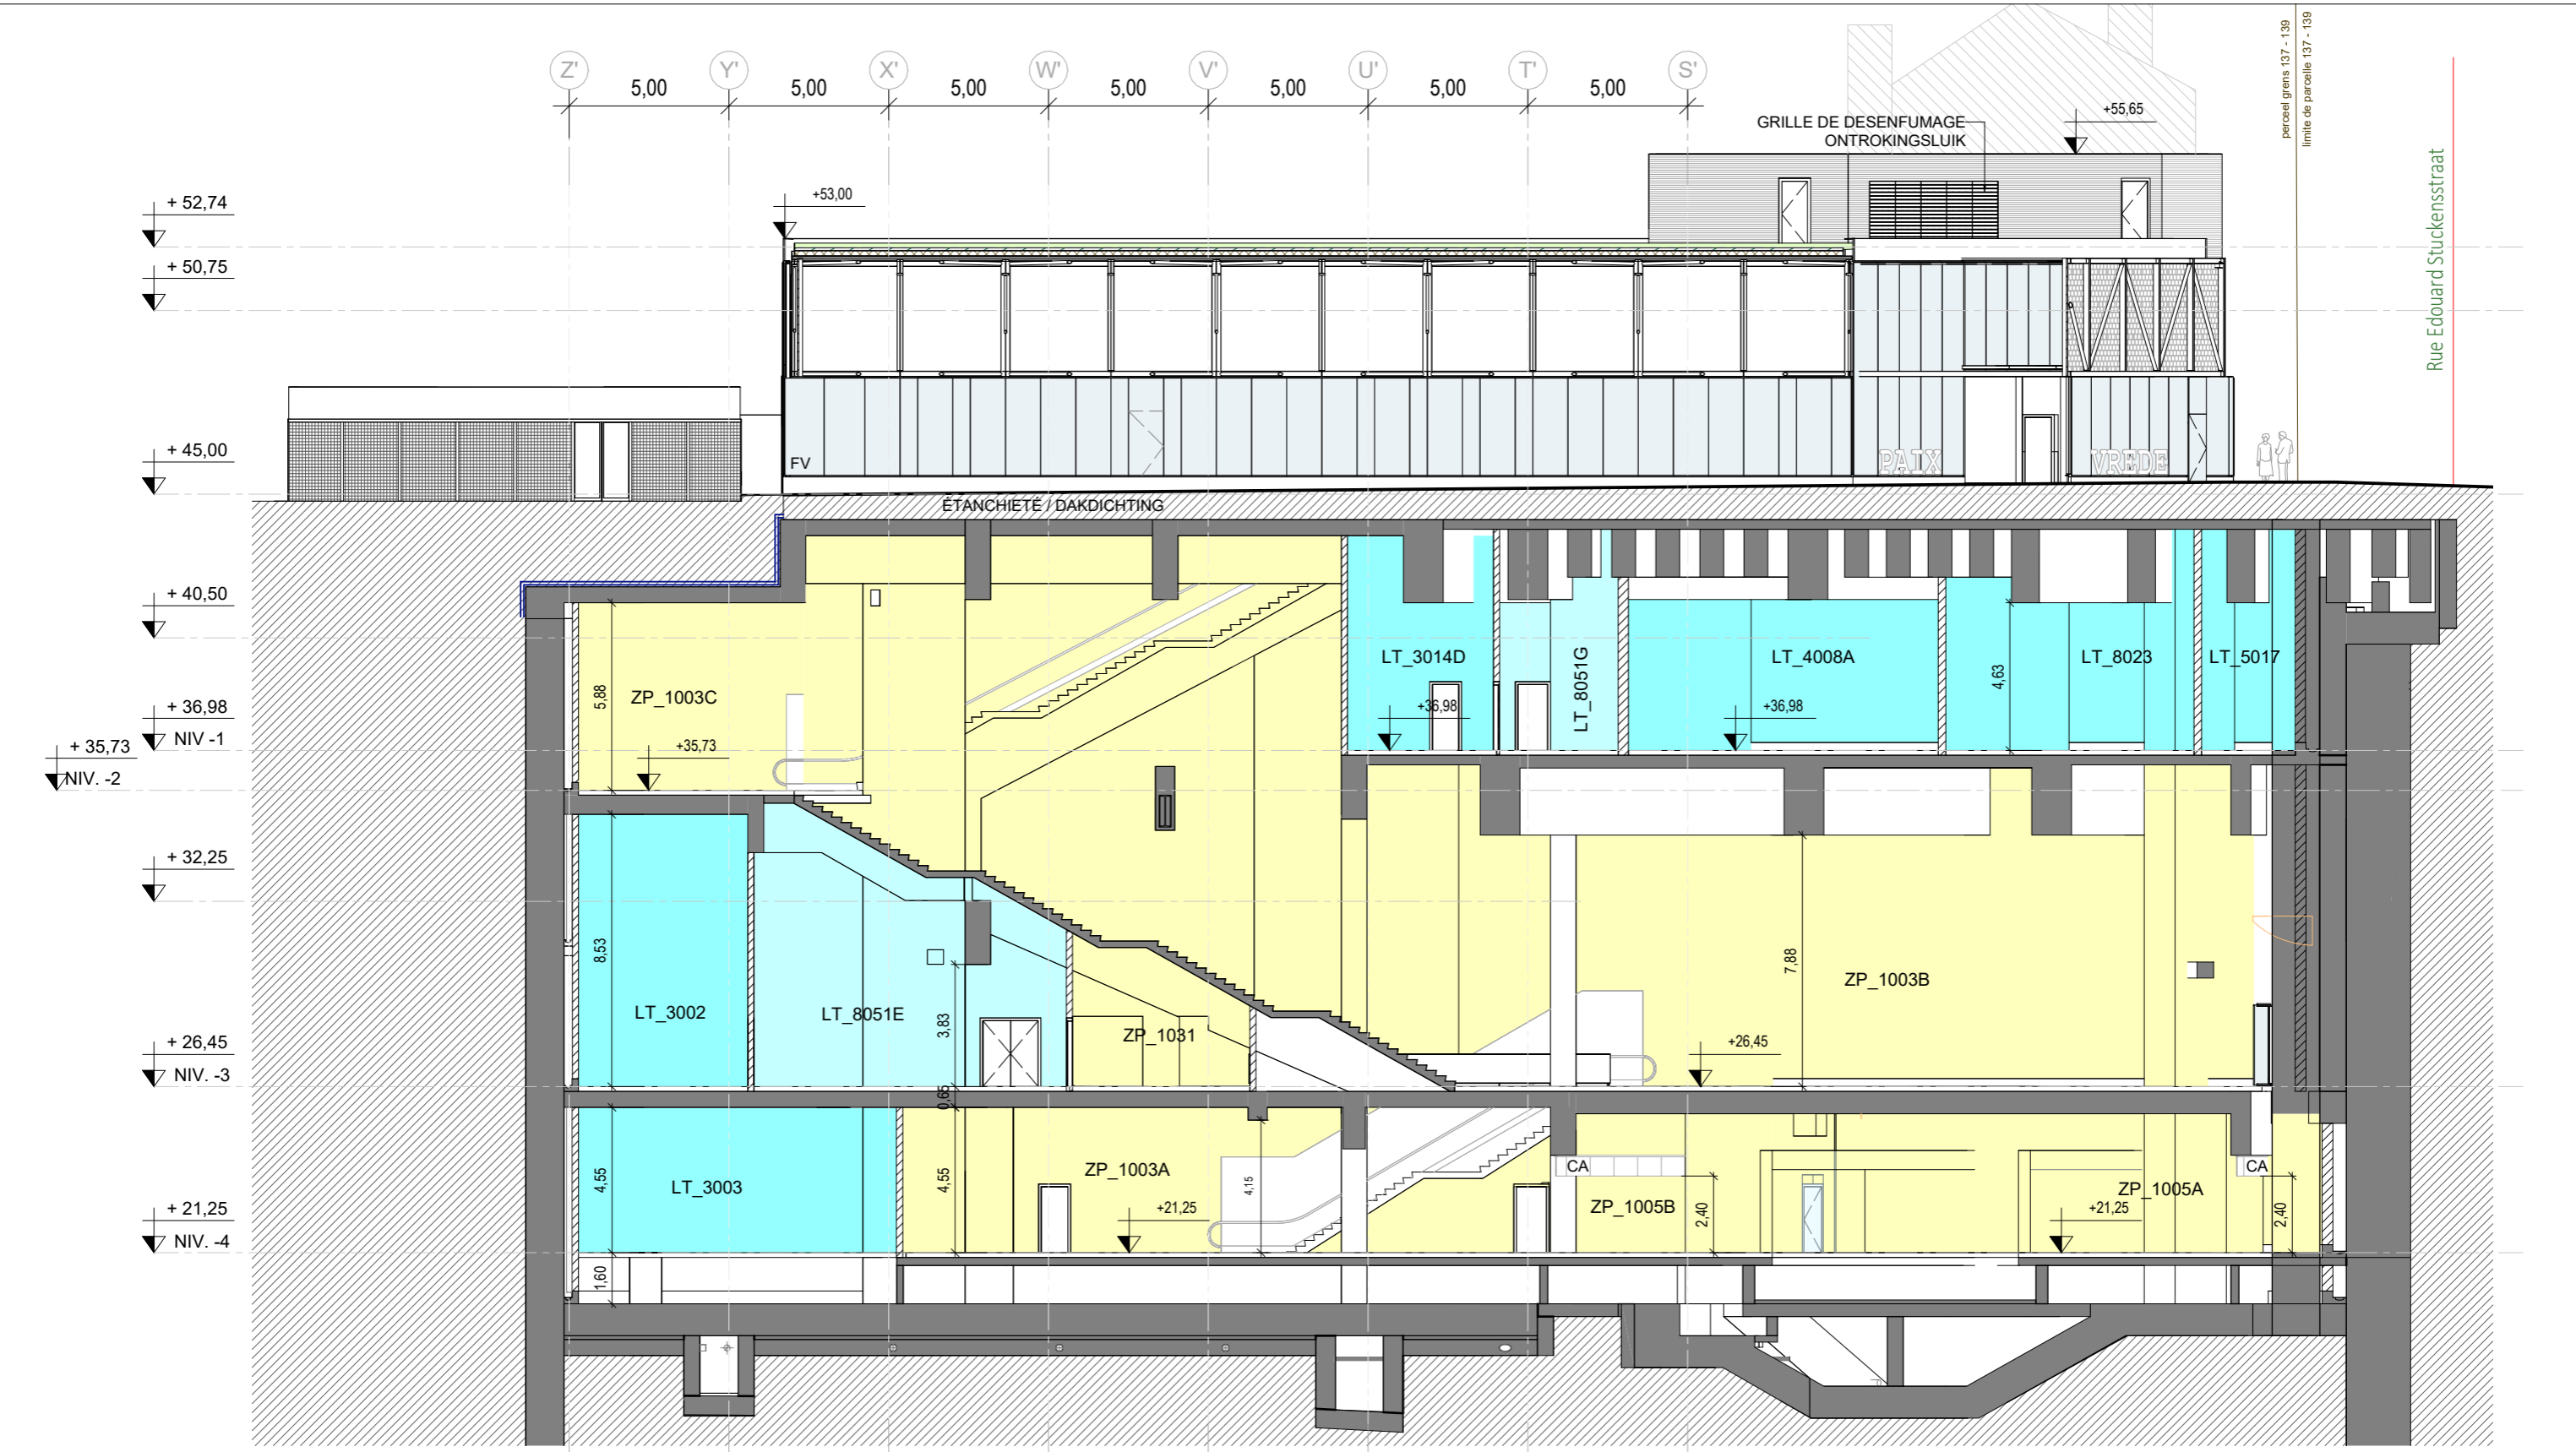 Z' Y' X' W' V' U' T' S'
5,00 5,00 5,00 5,00 5,00 5,00 5,00
perceel grens 137 - 139
limite de parcelle 137 - 139
Rue Edouard Stuckensstraat
GRILLE DE DESENFUMAGE
ONTROKINGSLUIK
+55,65
+53,00
+ 52,74
+ 50,75
+ 45,00
FV
PAIX
VREDE
ÉTANCHIETÉ / DAKDICHTING
+ 40,50
+ 36,98
NIV -1
+ 35,73
NIV. -2
5,88
ZP_1003C
+35,73
LT_3014D
+36,98
LT_8051G
LT_4008A
+36,98
4,63
LT_8023
LT_5017
+ 32,25
8,53
LT_3002
LT_8051E
3,83
0,65
ZP_1031
7,88
ZP_1003B
+26,45
+ 26,45
NIV. -3
4,55
LT_3003
4,55
ZP_1003A
+21,25
4,15
CA
ZP_1005B
2,40
ZP_1005A
+21,25
CA
2,40
+ 21,25
NIV. -4
1,60